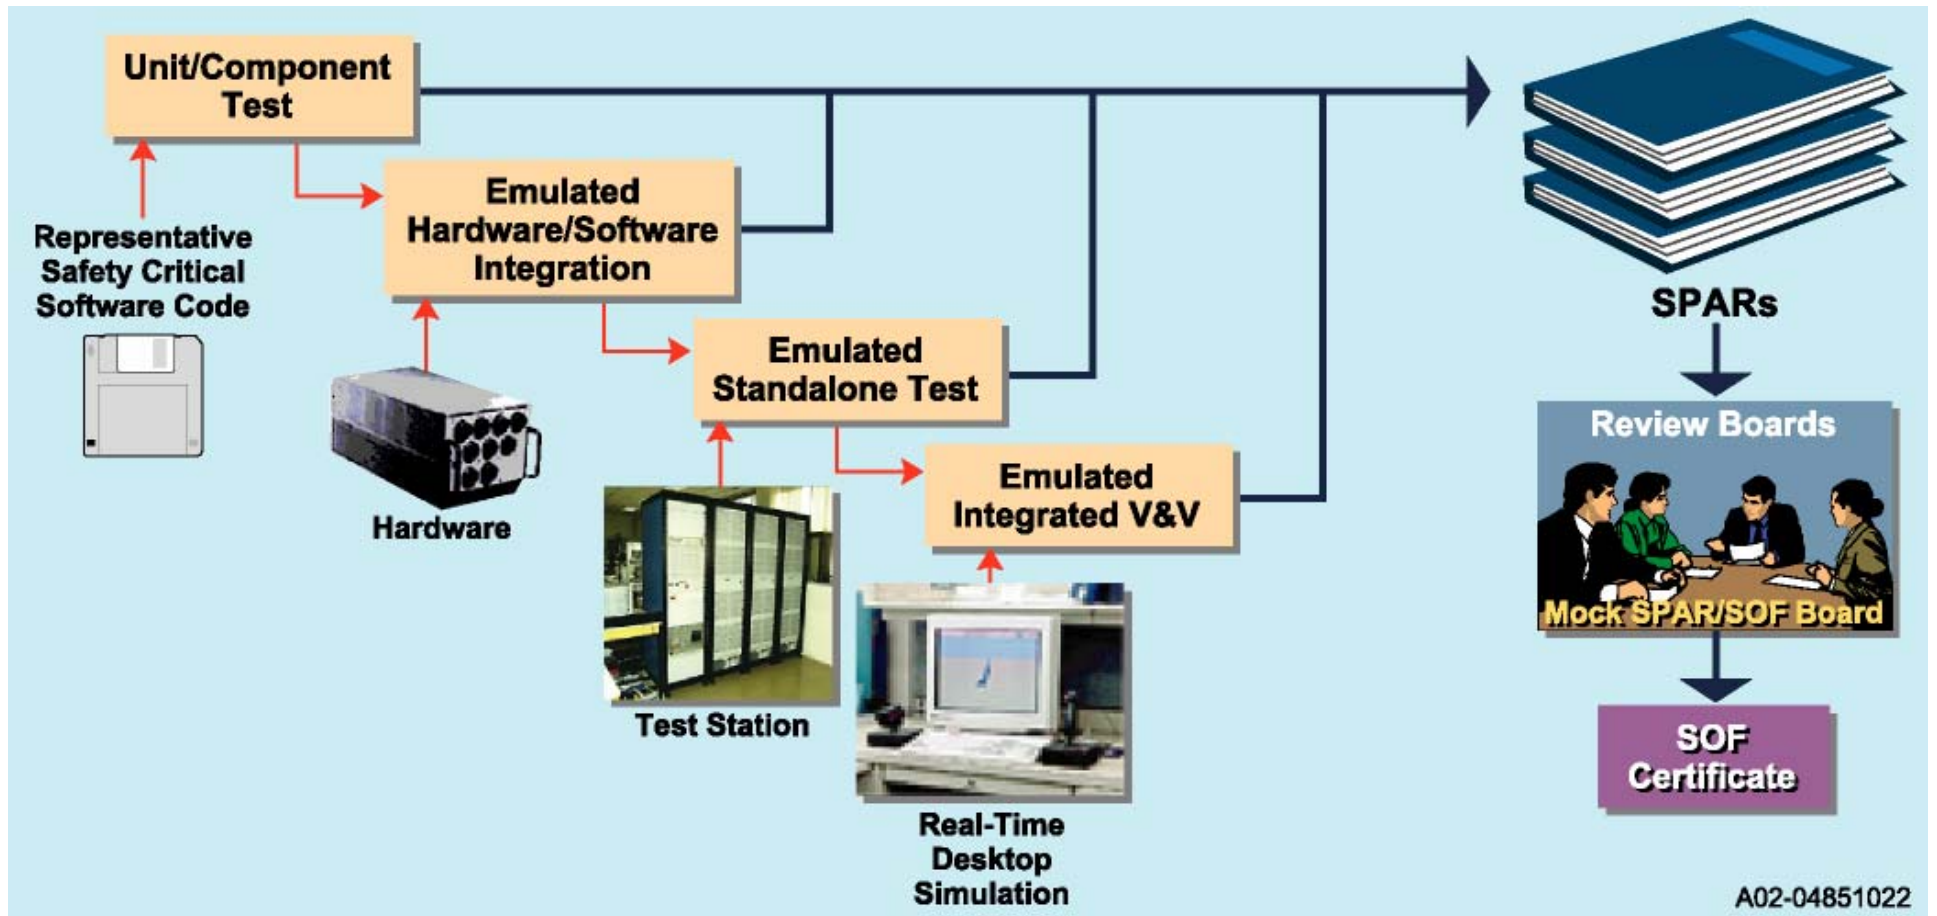 Unit/Component
Test
Emulated
Hardware/Software
Integration
Representative
Safety Critical
Software Code
SPARs
Emulated
Standalone Test
Review Boards
Emulated
Integrated V&V
Hardware
Mock SPAR/SOF Board
Test Station
SOF
Certificate
Real-Time
Desktop
Simulation
A02-04851022